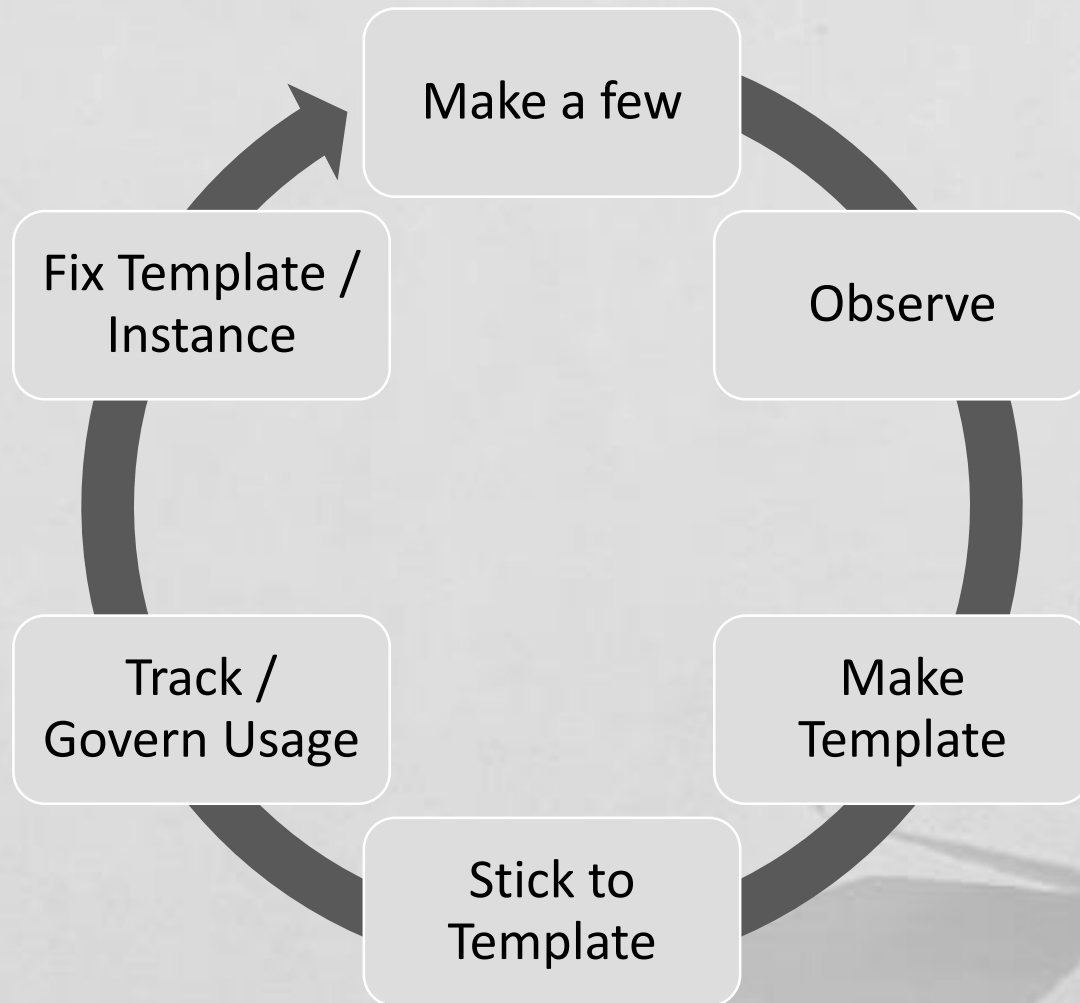 Make a few
Observe
Make
Template
Stick to
Template
Track /
Govern Usage
Fix Template /
Instance